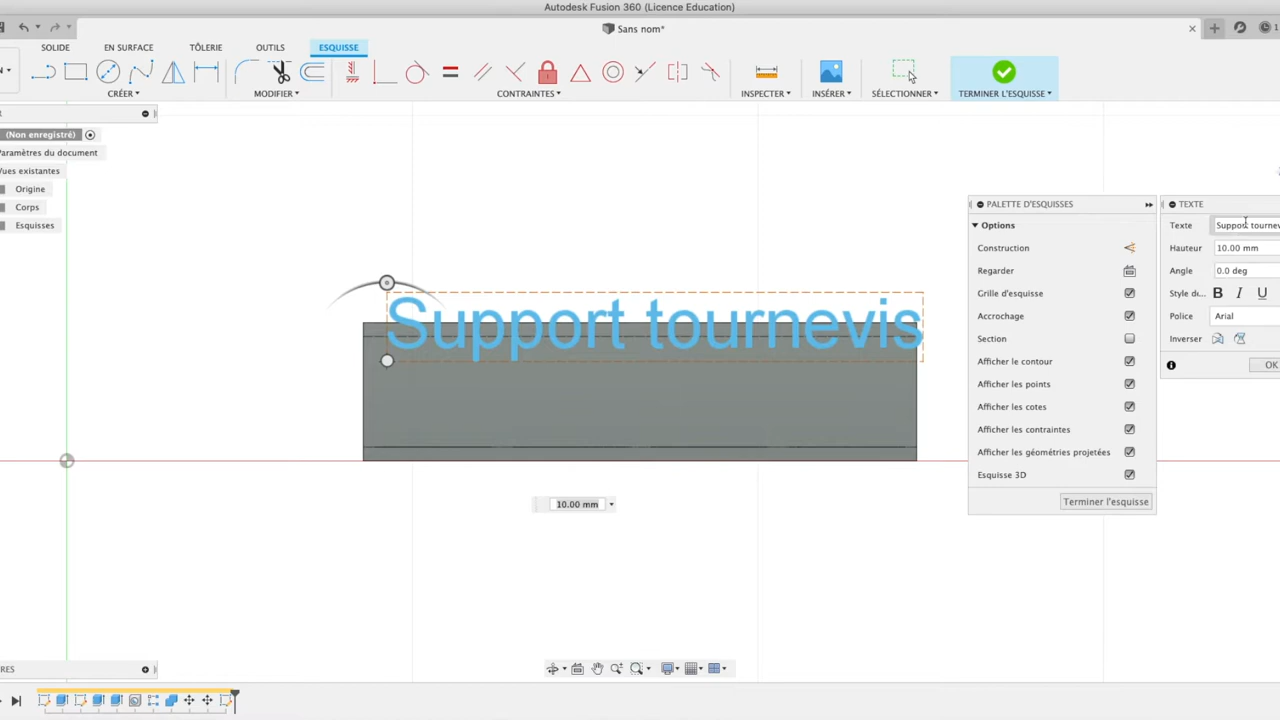 Autodesk Fusion 360 (Licence Education)
Sans nom*
1
SOLIDE EN SURFACE TÔLERIE OUTILS ESQUISSE
CRÉER MODIFIER CONTRAINTES INSPECTER INSÉRER SÉLECTIONNER TERMINER L'ESQUISSE
(Non enregistré)
Paramètres du document
Vues existantes
Origine
Corps
Esquisses
Support tournevis
10.00 mm
PALETTE D'ESQUISSES
Options
Construction
Regarder
Grille d'esquisse
Accrochage
Section
Afficher le contour
Afficher les points
Afficher les cotes
Afficher les contraintes
Afficher les géométries projetées
Esquisse 3D
Terminer l'esquisse
TEXTE
Texte Support tournev
Hauteur 10.00 mm
Angle 0.0 deg
Style d... B I U
Police Arial
Inverser
OK